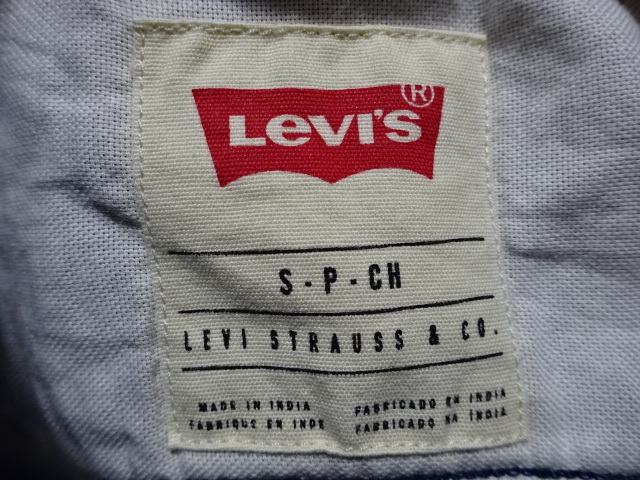 Levi's®
S - P - CH
LEVI STRAUSS & CO.
MADE IN INDIA FABRICADO EN INDIA
FABRIQUE EN INDE FABRICADO NA INDIA